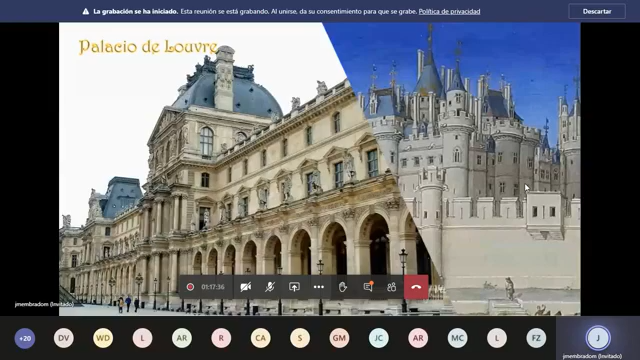 La grabación se ha iniciado. Esta reunión se está grabando. Al unirse, da su consentimiento para que se grabe. Política de privacidad
Descartar
Palacio de Louvre
01:17:36
jmembradom (Invitado)
+20
DV
WD
L
AR
R
CA
S
GM
JC
AR
MC
L
FZ
J
jmembradom (Invitado)